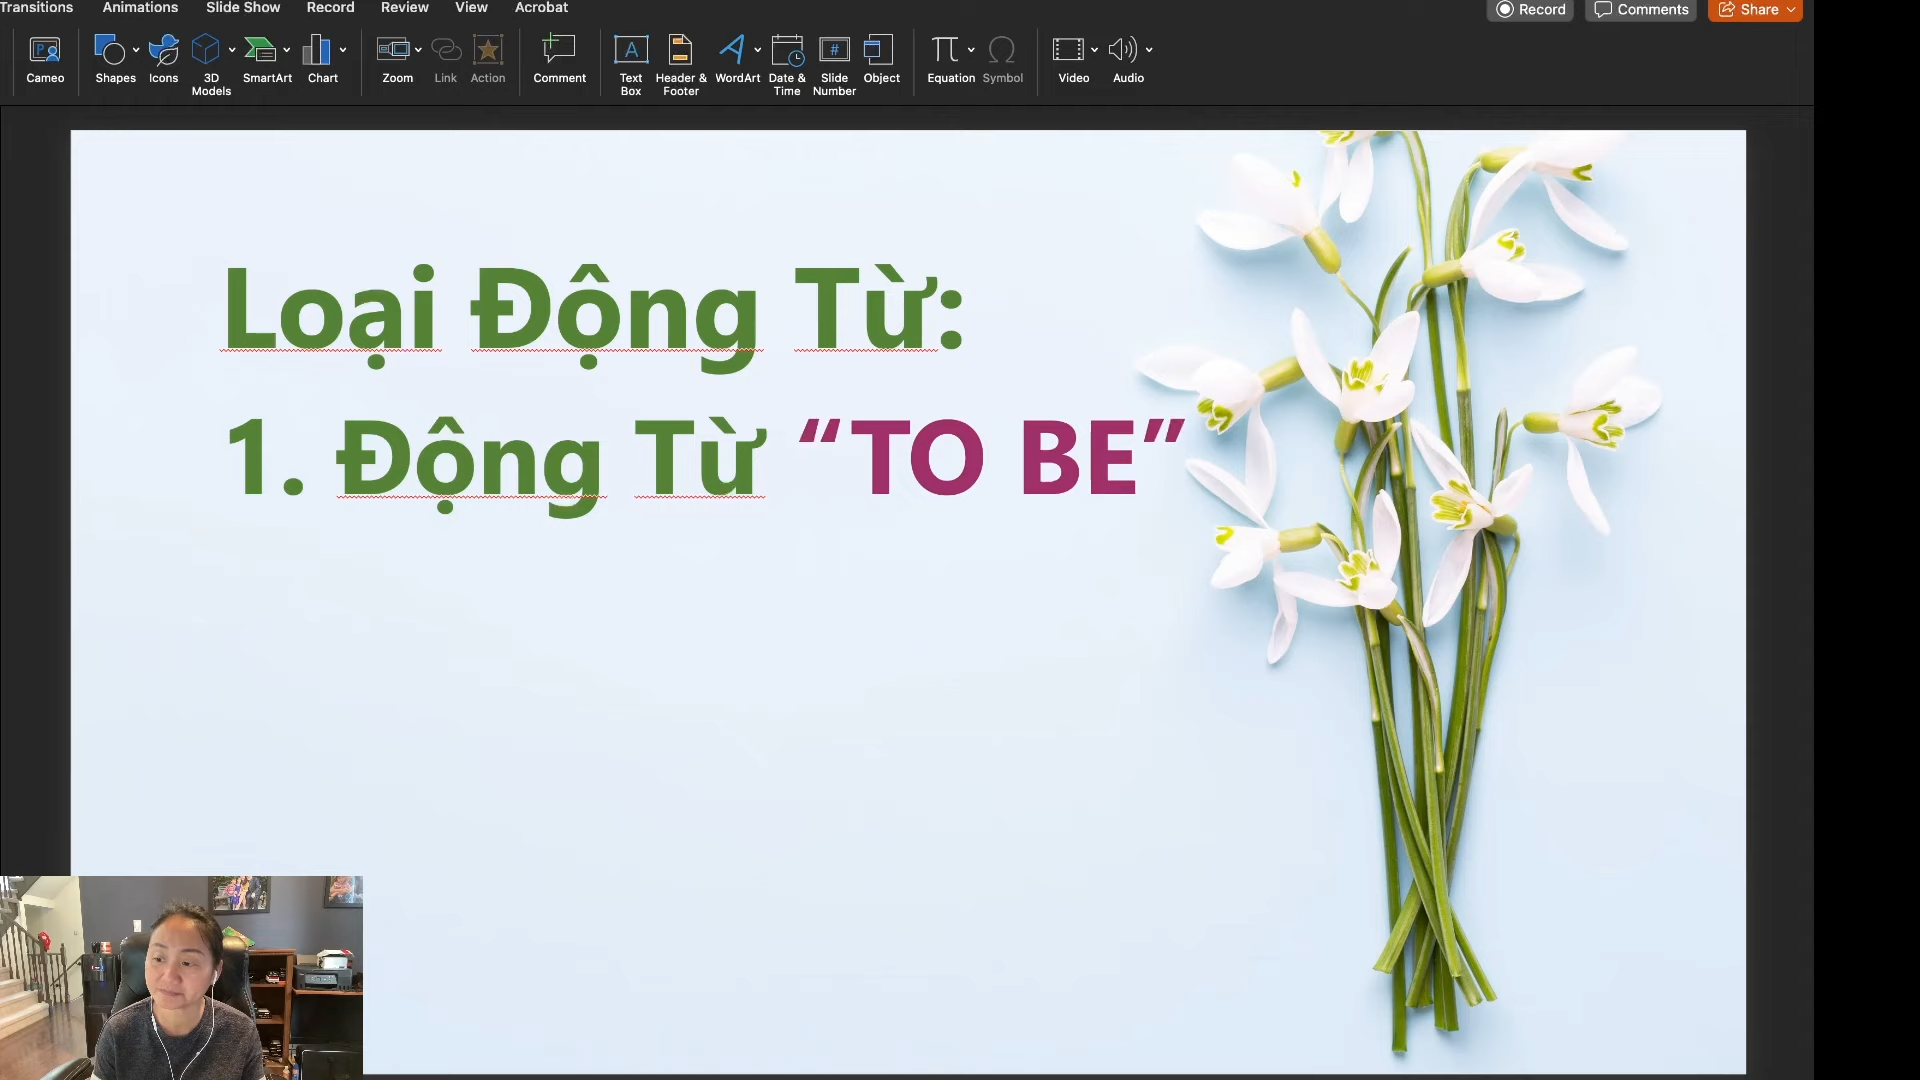 Transitions Animations Slide Show Record Review View Acrobat
Record Comments Share
Cameo Shapes Icons 3D Models SmartArt Chart Zoom Link Action Comment Text Box Header & Footer WordArt Date & Time Slide Number Object Equation Symbol Video Audio
Loại Động Từ:
1. Động Từ “TO BE”